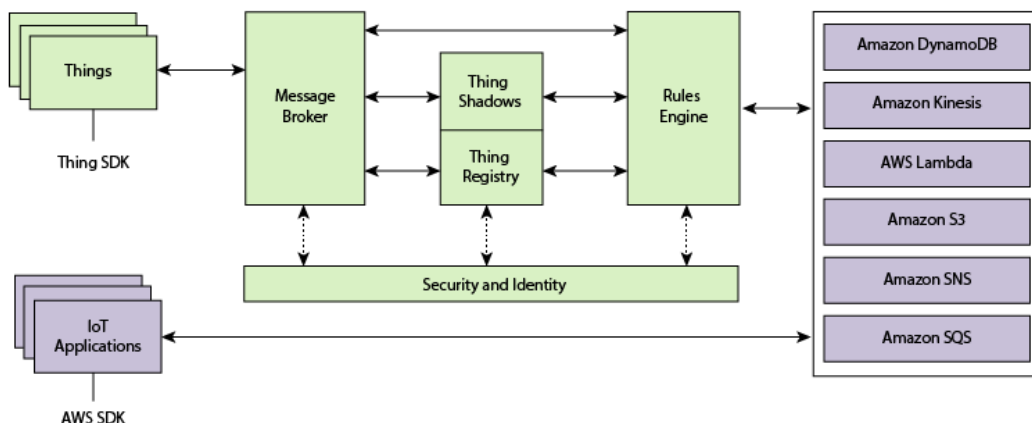 Things
Thing SDK
Message
Broker
Thing
Shadows
Thing
Registry
Rules
Engine
Security and Identity
IoT
Applications
AWS SDK
Amazon DynamoDB
Amazon Kinesis
AWS Lambda
Amazon S3
Amazon SNS
Amazon SQS